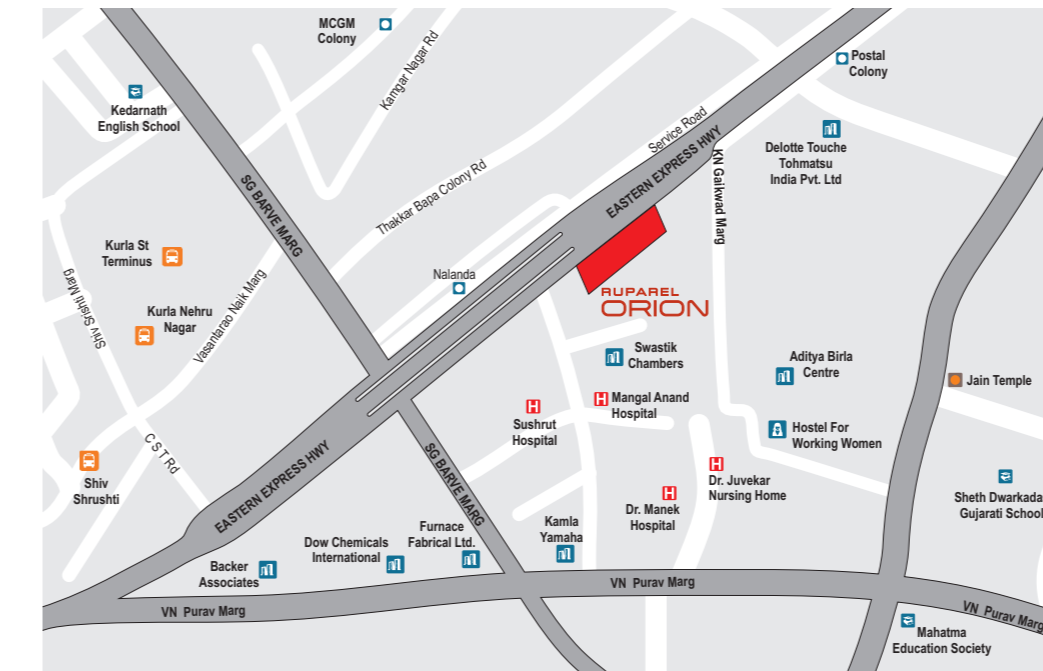 MCGM
Colony
Kamgar Nagar Rd
Postal
Colony
Kedarnath
English School
Service Road
EASTERN EXPRESS HWY
KN Gaikwad Marg
Delotte Touche
Tohmatsu
India Pvt. Ltd
SG BARVE MARG
Thakkar Bapa Colony Rd
Kurla St
Terminus
Shiv Srishti Marg
Vasantarao Naik Marg
Nalanda
RUPAREL
ORION
Kurla Nehru
Nagar
Swastik
Chambers
Aditya Birla
Centre
Jain Temple
H
Mangal Anand
Hospital
H
Sushrut
Hospital
Hostel For
Working Women
C S T Rd
Shiv
Shrushti
EASTERN EXPRESS HWY
SG BARVE MARG
H
Dr. Juvekar
Nursing Home
H
Dr. Manek
Hospital
Sheth Dwarkada
Gujarati School
Kamla
Yamaha
Furnace
Fabrical Ltd.
Dow Chemicals
International
Backer
Associates
VN Purav Marg
VN Purav Marg
VN Purav Marg
Mahatma
Education Society